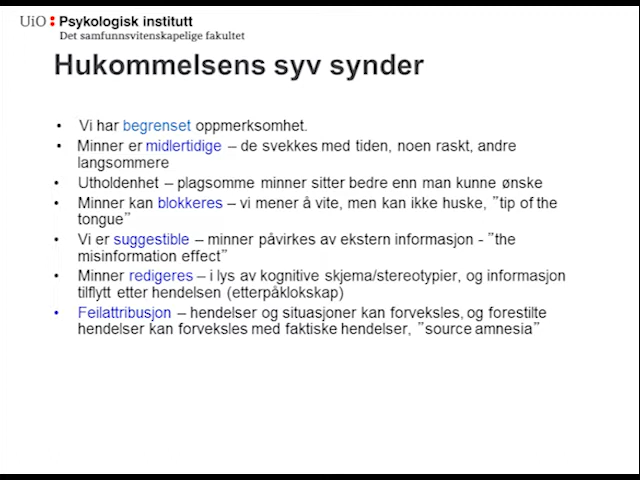 UiO Psykologisk institutt
Det samfunnsvitenskapelige fakultet
Hukommelsens syv synder
• Vi har begrenset oppmerksomhet.
• Minner er midlertidige – de svekkes med tiden, noen raskt, andre
langsommere
• Utholdenhet – plagsomme minner sitter bedre enn man kunne ønske
• Minner kan blokkeres – vi mener å vite, men kan ikke huske, ”tip of the
tongue”
• Vi er suggestible – minner påvirkes av ekstern informasjon - ”the
misinformation effect”
• Minner redigeres – i lys av kognitive skjema/stereotypier, og informasjon
tilflytt etter hendelsen (etterpåklokskap)
• Feilattribusjon – hendelser og situasjoner kan forveksles, og forestilte
hendelser kan forveksles med faktiske hendelser, ”source amnesia”